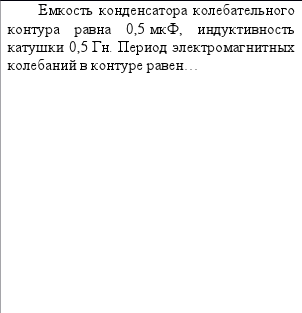 Емкость конденсатора колебательного
контура равна 0,5 мкФ, индуктивность
катушки 0,5 Гн. Период электромагнитных
колебаний в контуре равен…